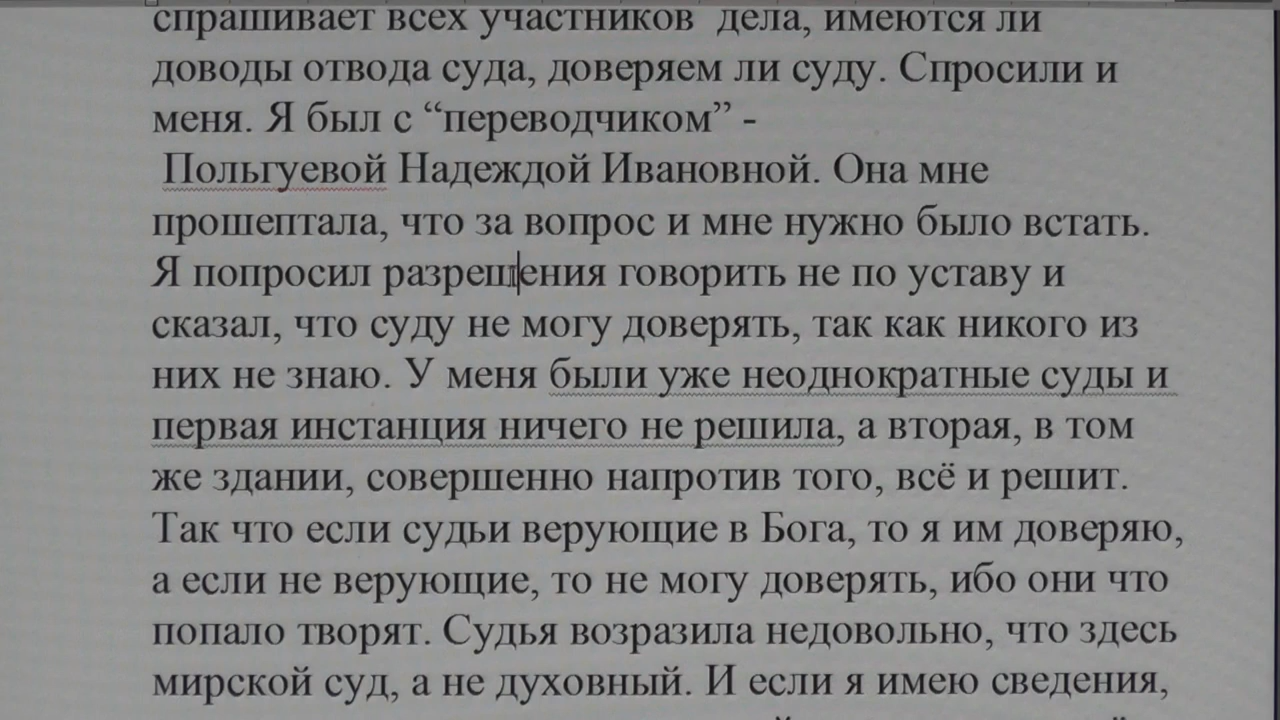 спрашивает всех участников дела, имеются ли
доводы отвода суда, доверяем ли суду. Спросили и
меня. Я был с “переводчиком” -
Польгуевой Надеждой Ивановной. Она мне
прошептала, что за вопрос и мне нужно было встать.
Я попросил разрешения говорить не по уставу и
сказал, что суду не могу доверять, так как никого из
них не знаю. У меня были уже неоднократные суды и
первая инстанция ничего не решила, а вторая, в том
же здании, совершенно напротив того, всё и решит.
Так что если судьи верующие в Бога, то я им доверяю,
а если не верующие, то не могу доверять, ибо они что
попало творят. Судья возразила недовольно, что здесь
мирской суд, а не духовный. И если я имею сведения,